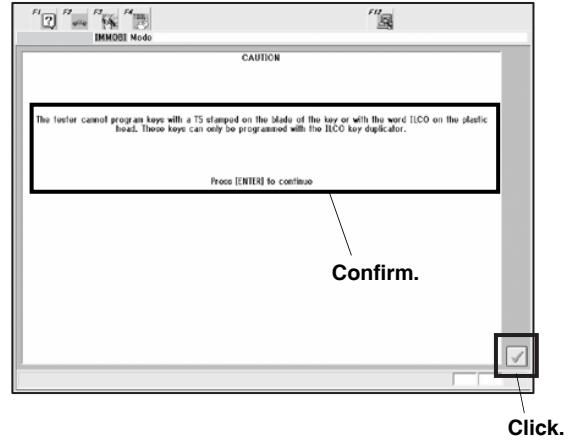 F1 F2 F3 F4 F12
IMMOBI Mode
CAUTION
The tester cannot program keys with a T5 stamped on the blade of the key or with the word ILCO on the plastic
head. These keys can only be programmed with the ILCO key duplicator.
Press [ENTER] to continue
Confirm.
Click.